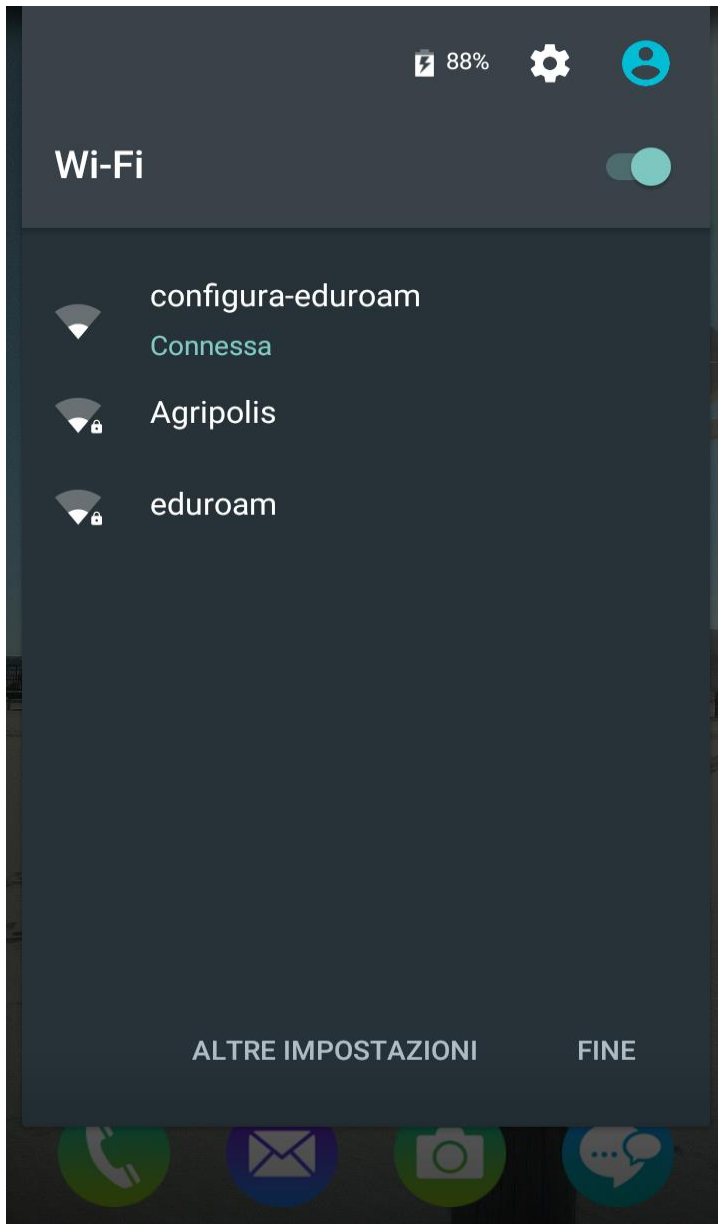 88%
Wi-Fi
configura-eduroam
Connessa
Agripolis
eduroam
ALTRE IMPOSTAZIONI FINE